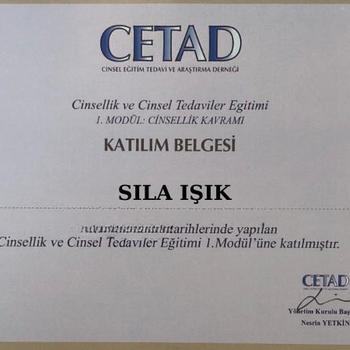 CETAD
CİNSEL EĞİTİM TEDAVİ VE ARAŞTIRMA DERNEĞİ
Cinsellik ve Cinsel Tedaviler Egitimi
1. MODÜL: CİNSELLİK KAVRAMI
KATILIM BELGESİ
SILA IŞIK
tarihlerinde yapılan
Cinsellik ve Cinsel Tedaviler Eğitimi 1.Modül'üne katılmıştır.
CETAD
Yönetim Kurulu Baş
Nesrin YETKİN